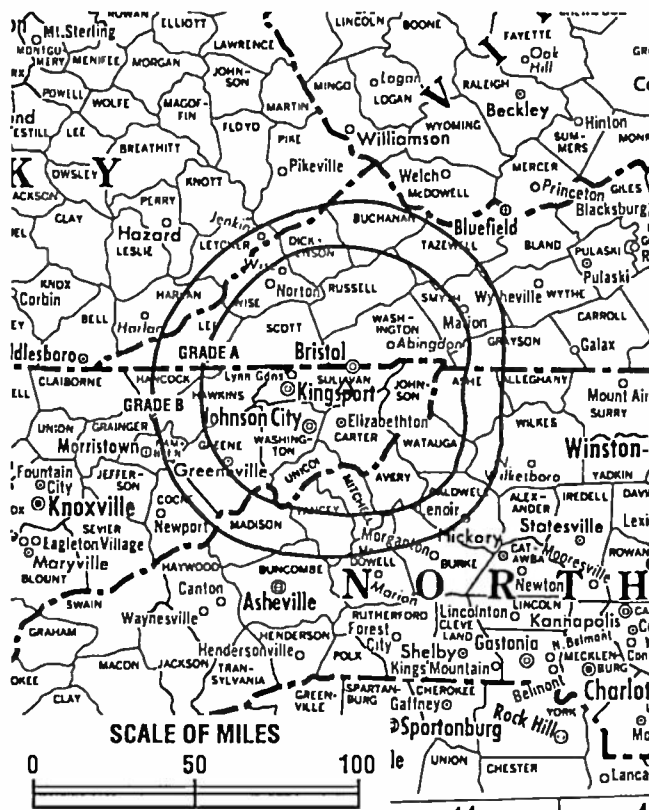 ROWAN ELLIOTT LINCOLN BOONE FAYETTE
Mt. Sterling LAWRENCE Oak Hill
MENIFEE MORGAN JOHNSON MINGO Logan LOGAN RALEIGH
POWELL WOLFE MAGOFFIN MARTIN Beckley
ESTILL LEE FLOYD PIKE WYOMING Hinton
BREATHITT Williamson SUMMERS
K Y OWSLEY KNOTT Pikeville Welch McDOWELL MERCER
JACKSON PERRY Princeton GILES
CLAY Hazard Jenkins BUCHANAN Bluefield Blacksburg
LESLIE LETCHER DICKENSON TAZEWELL BLAND PULASKI
KNOX Wise Norton RUSSELL SMYTH Wytheville WYTHE Pulaski
Corbin HARLAN WISE Marion
BELL Harlan LEE SCOTT WASHINGTON CARROLL
Abingdon GRAYSON Galax
dlesboro GRADE A Bristol
CLAIBORNE HANCOCK Lynn Gdns SULLIVAN JOHNSON ASHE ALLEGHANY Mount Air
HAWKINS Kingsport SURRY
GRADE B
UNION GRAINGER Johnson City Elizabethton WILKES
Morristown GREENE WASHINGTON CARTER WATAUGA Winston-
JEFFERSON Greeneville UNICOI AVERY Wilkesboro YADKIN
Fountain City COCKE MITCHELL CALDWELL ALEXANDER IREDELL
Knoxville Lenoir
SEVIER Newport MADISON YANCEY Statesville
Eagleton Village Morganton Hickory
Maryville HAYWOOD McDOWELL BURKE CATAWBA Mooresville ROWAN
BLOUNT BUNCOMBE
SWAIN Canton Asheville Marion Newton
N O R T H
Waynesville RUTHERFORD Lincolnton LINCOLN Kannapolis
GRAHAM HENDERSON Forest City CLEVELAND Gastonia N. Belmont
MACON JACKSON Hendersonville POLK Shelby MECKLENBURG
TRANSYLVANIA Kings Mountain Belmont
CLAY GREENVILLE SPARTANBURG CHEROKEE Charlot
Gaffney YORK
SCALE OF MILES Spartonburg Rock Hill
0 50 100 UNION CHESTER Lanca